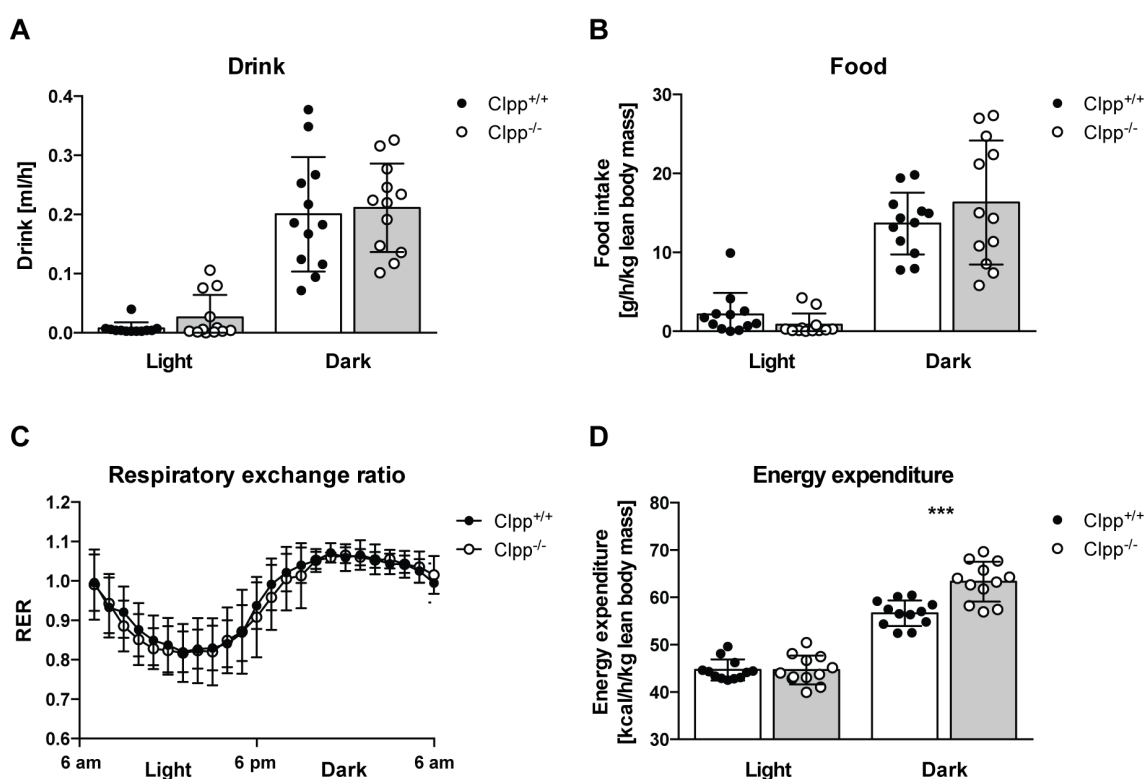 A
Drink
Drink [ml/h]
0.4
0.3
0.2
0.1
0.0
Light
Dark
Clpp+/+
Clpp-/-
B
Food
Food intake
[g/h/kg lean body mass]
30
20
10
0
Light
Dark
Clpp+/+
Clpp-/-
C
Respiratory exchange ratio
RER
1.2
1.1
1.0
0.9
0.8
0.7
0.6
6 am
Light
6 pm
Dark
6 am
Clpp+/+
Clpp-/-
D
Energy expenditure
Energy expenditure
[kcal/h/kg lean body mass]
80
70
60
50
40
30
***
Light
Dark
Clpp+/+
Clpp-/-